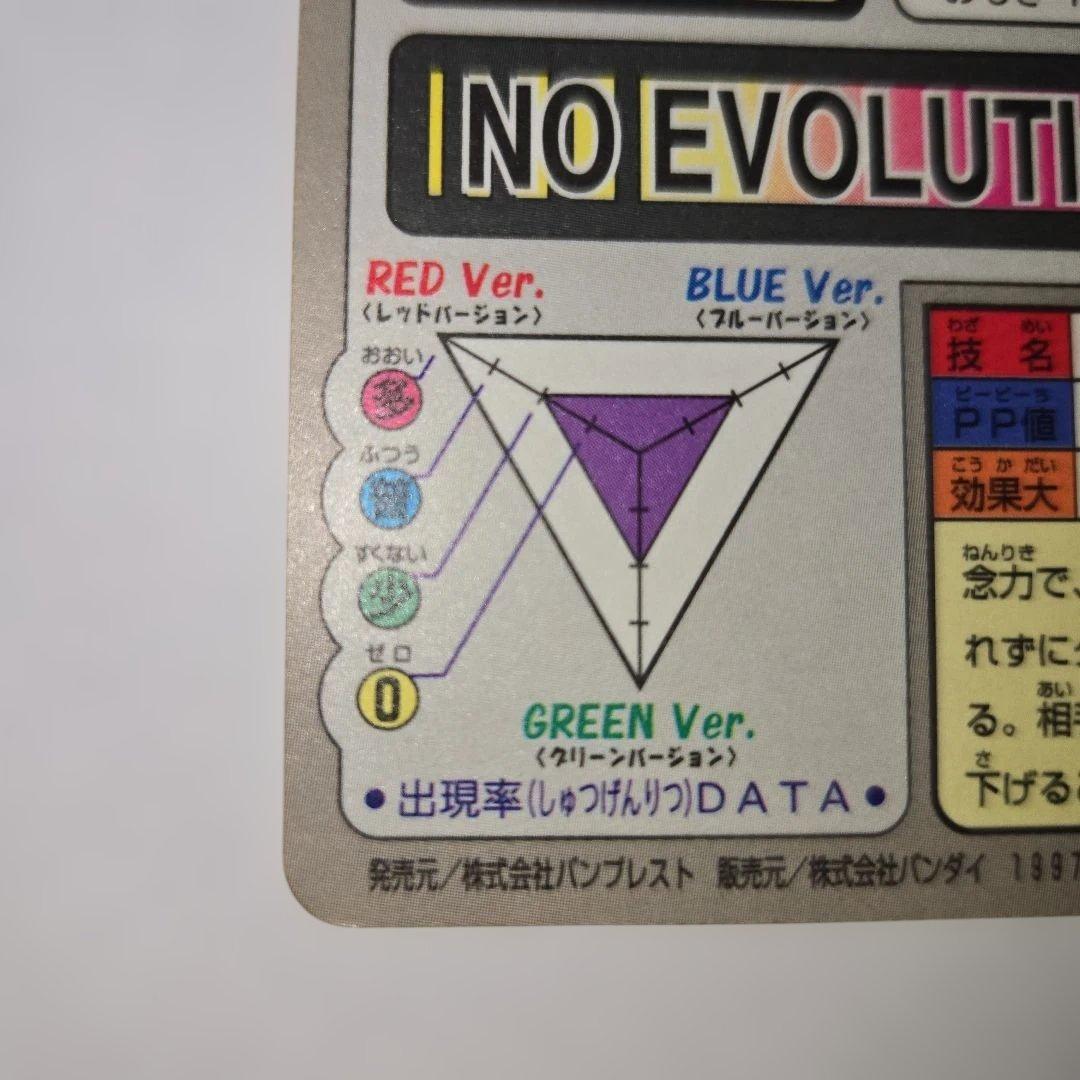 NO EVOLUTI
RED Ver.
〈レッドバージョン〉
BLUE Ver.
〈ブルーバージョン〉
おおい
多
ふつう
普
すくない
少
ゼロ
0
GREEN Ver.
〈グリーンバージョン〉
●出現率(しゅつげんりつ)DATA●
わざ めい
技名
ピーピーち
PP値
こうかだい
効果大
ねんりき
念力で、
れずに
あい
る。相手
さ
下げる
発売元/株式会社バンプレスト 販売元/株式会社バンダイ 1997